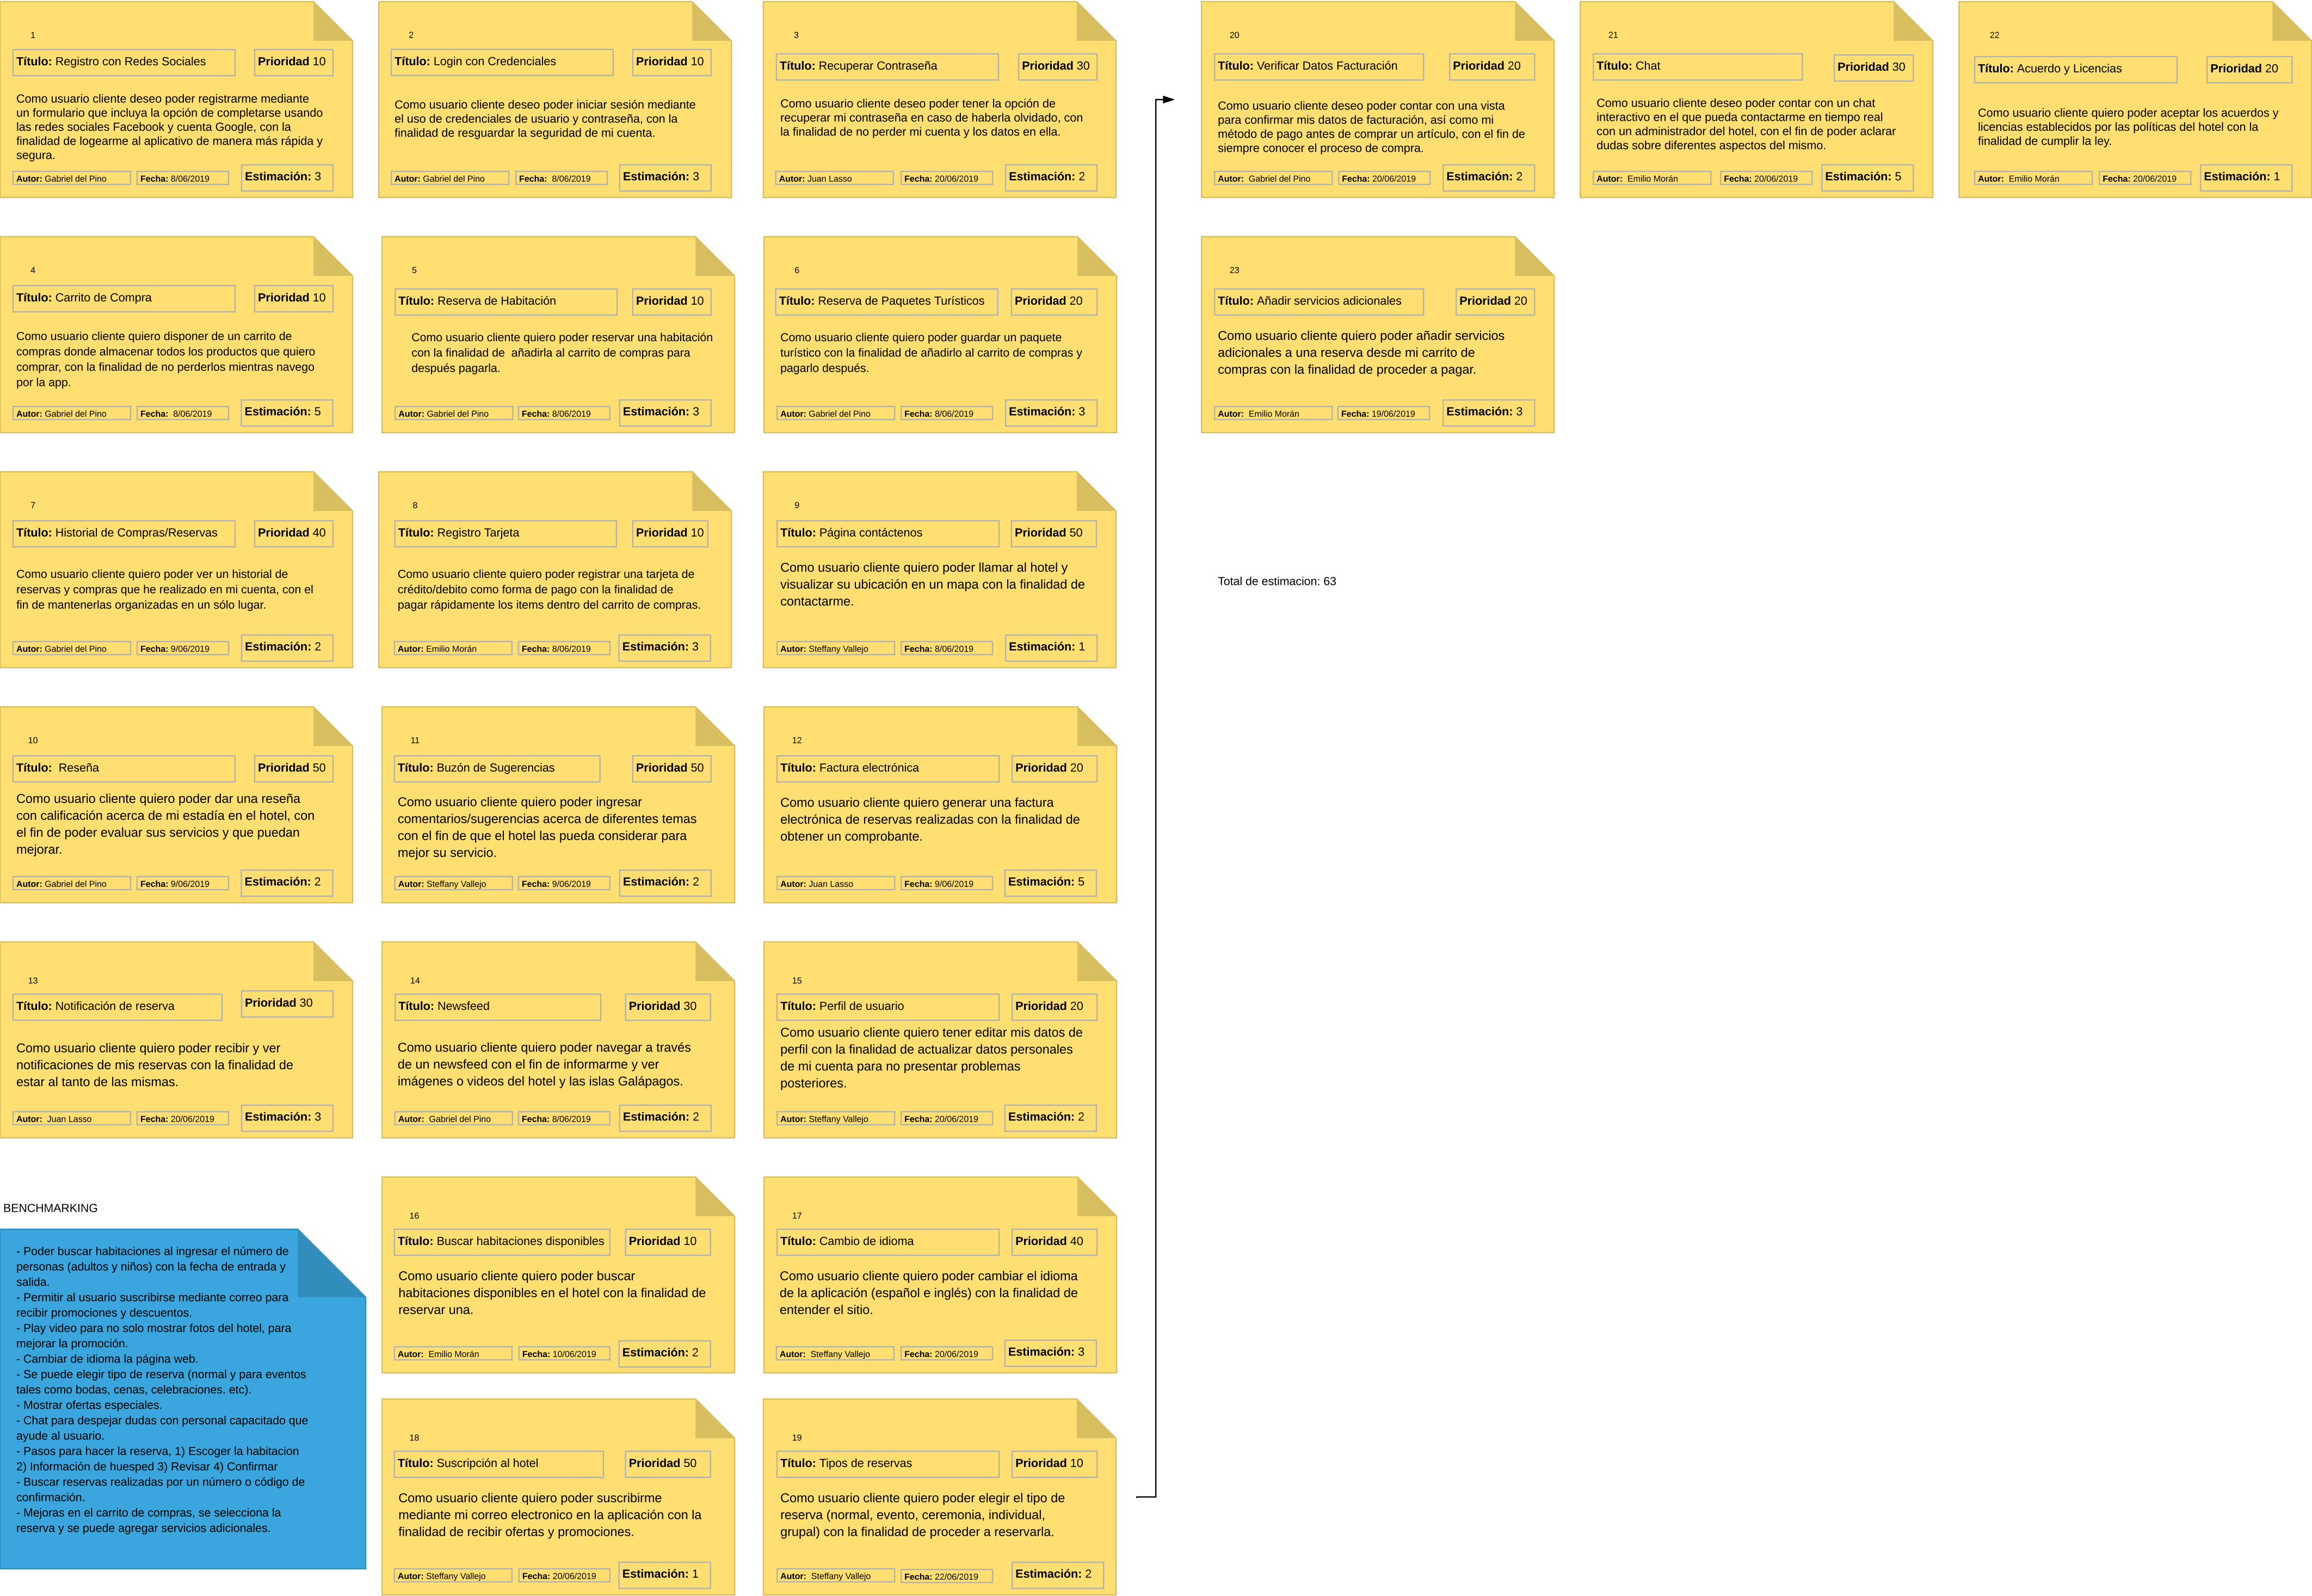 1
Título: Registro con Redes Sociales
Prioridad 10
Como usuario cliente deseo poder registrarme mediante
un formulario que incluya la opción de completarse usando
las redes sociales Facebook y cuenta Google, con la
finalidad de logearme al aplicativo de manera más rápida y
segura.
Autor: Gabriel del Pino
Fecha: 8/06/2019
Estimación: 3
2
Título: Login con Credenciales
Prioridad 10
Como usuario cliente deseo poder iniciar sesión mediante
el uso de credenciales de usuario y contraseña, con la
finalidad de resguardar la seguridad de mi cuenta.
Autor: Gabriel del Pino
Fecha: 8/06/2019
Estimación: 3
3
Título: Recuperar Contraseña
Prioridad 30
Como usuario cliente deseo poder tener la opción de
recuperar mi contraseña en caso de haberla olvidado, con
la finalidad de no perder mi cuenta y los datos en ella.
Autor: Juan Lasso
Fecha: 20/06/2019
Estimación: 2
4
Título: Carrito de Compra
Prioridad 10
Como usuario cliente quiero disponer de un carrito de
compras donde almacenar todos los productos que quiero
comprar, con la finalidad de no perderlos mientras navego
por la app.
Autor: Gabriel del Pino
Fecha: 8/06/2019
Estimación: 5
5
Título: Reserva de Habitación
Prioridad 10
Como usuario cliente quiero poder reservar una habitación
con la finalidad de añadirla al carrito de compras para
después pagarla.
Autor: Gabriel del Pino
Fecha: 8/06/2019
Estimación: 3
6
Título: Reserva de Paquetes Turísticos
Prioridad 20
Como usuario cliente quiero poder guardar un paquete
turístico con la finalidad de añadirlo al carrito de compras y
pagarlo después.
Autor: Gabriel del Pino
Fecha: 8/06/2019
Estimación: 3
7
Título: Historial de Compras/Reservas
Prioridad 40
Como usuario cliente quiero poder ver un historial de
reservas y compras que he realizado en mi cuenta, con el
fin de mantenerlas organizadas en un sólo lugar.
Autor: Gabriel del Pino
Fecha: 9/06/2019
Estimación: 2
8
Título: Registro Tarjeta
Prioridad 10
Como usuario cliente quiero poder registrar una tarjeta de
crédito/debito como forma de pago con la finalidad de
pagar rápidamente los items dentro del carrito de compras.
Autor: Emilio Morán
Fecha: 8/06/2019
Estimación: 3
9
Título: Página contáctenos
Prioridad 50
Como usuario cliente quiero poder llamar al hotel y
visualizar su ubicación en un mapa con la finalidad de
contactarme.
Autor: Steffany Vallejo
Fecha: 8/06/2019
Estimación: 1
10
Título: Reseña
Prioridad 50
Como usuario cliente quiero poder dar una reseña
con calificación acerca de mi estadía en el hotel, con
el fin de poder evaluar sus servicios y que puedan
mejorar.
Autor: Gabriel del Pino
Fecha: 9/06/2019
Estimación: 2
11
Título: Buzón de Sugerencias
Prioridad 50
Como usuario cliente quiero poder ingresar
comentarios/sugerencias acerca de diferentes temas
con el fin de que el hotel las pueda considerar para
mejor su servicio.
Autor: Steffany Vallejo
Fecha: 9/06/2019
Estimación: 2
12
Título: Factura electrónica
Prioridad 20
Como usuario cliente quiero generar una factura
electrónica de reservas realizadas con la finalidad de
obtener un comprobante.
Autor: Juan Lasso
Fecha: 9/06/2019
Estimación: 5
13
Título: Notificación de reserva
Prioridad 30
Como usuario cliente quiero poder recibir y ver
notificaciones de mis reservas con la finalidad de
estar al tanto de las mismas.
Autor: Juan Lasso
Fecha: 20/06/2019
Estimación: 3
14
Título: Newsfeed
Prioridad 30
Como usuario cliente quiero poder navegar a través
de un newsfeed con el fin de informarme y ver
imágenes o videos del hotel y las islas Galápagos.
Autor: Gabriel del Pino
Fecha: 8/06/2019
Estimación: 2
15
Título: Perfil de usuario
Prioridad 20
Como usuario cliente quiero tener editar mis datos de
perfil con la finalidad de actualizar datos personales
de mi cuenta para no presentar problemas
posteriores.
Autor: Steffany Vallejo
Fecha: 20/06/2019
Estimación: 2
BENCHMARKING
- Poder buscar habitaciones al ingresar el número de
personas (adultos y niños) con la fecha de entrada y
salida.
- Permitir al usuario suscribirse mediante correo para
recibir promociones y descuentos.
- Play video para no solo mostrar fotos del hotel, para
mejorar la promoción.
- Cambiar de idioma la página web.
- Se puede elegir tipo de reserva (normal y para eventos
tales como bodas, cenas, celebraciones. etc).
- Mostrar ofertas especiales.
- Chat para despejar dudas con personal capacitado que
ayude al usuario.
- Pasos para hacer la reserva, 1) Escoger la habitacion
2) Información de huesped 3) Revisar 4) Confirmar
- Buscar reservas realizadas por un número o código de
confirmación.
- Mejoras en el carrito de compras, se selecciona la
reserva y se puede agregar servicios adicionales.
16
Título: Buscar habitaciones disponibles
Prioridad 10
Como usuario cliente quiero poder buscar
habitaciones disponibles en el hotel con la finalidad de
reservar una.
Autor: Emilio Morán
Fecha: 10/06/2019
Estimación: 2
17
Título: Cambio de idioma
Prioridad 40
Como usuario cliente quiero poder cambiar el idioma
de la aplicación (español e inglés) con la finalidad de
entender el sitio.
Autor: Steffany Vallejo
Fecha: 20/06/2019
Estimación: 3
18
Título: Suscripción al hotel
Prioridad 50
Como usuario cliente quiero poder suscribirme
mediante mi correo electronico en la aplicación con la
finalidad de recibir ofertas y promociones.
Autor: Steffany Vallejo
Fecha: 20/06/2019
Estimación: 1
19
Título: Tipos de reservas
Prioridad 10
Como usuario cliente quiero poder elegir el tipo de
reserva (normal, evento, ceremonia, individual,
grupal) con la finalidad de proceder a reservarla.
Autor: Steffany Vallejo
Fecha: 22/06/2019
Estimación: 2
20
Título: Verificar Datos Facturación
Prioridad 20
Como usuario cliente deseo poder contar con una vista
para confirmar mis datos de facturación, así como mi
método de pago antes de comprar un artículo, con el fin de
siempre conocer el proceso de compra.
Autor: Gabriel del Pino
Fecha: 20/06/2019
Estimación: 2
21
Título: Chat
Prioridad 30
Como usuario cliente deseo poder contar con un chat
interactivo en el que pueda contactarme en tiempo real
con un administrador del hotel, con el fin de poder aclarar
dudas sobre diferentes aspectos del mismo.
Autor: Emilio Morán
Fecha: 20/06/2019
Estimación: 5
22
Título: Acuerdo y Licencias
Prioridad 20
Como usuario cliente quiero poder aceptar los acuerdos y
licencias establecidos por las políticas del hotel con la
finalidad de cumplir la ley.
Autor: Emilio Morán
Fecha: 20/06/2019
Estimación: 1
23
Título: Añadir servicios adicionales
Prioridad 20
Como usuario cliente quiero poder añadir servicios
adicionales a una reserva desde mi carrito de
compras con la finalidad de proceder a pagar.
Autor: Emilio Morán
Fecha: 19/06/2019
Estimación: 3
Total de estimacion: 63